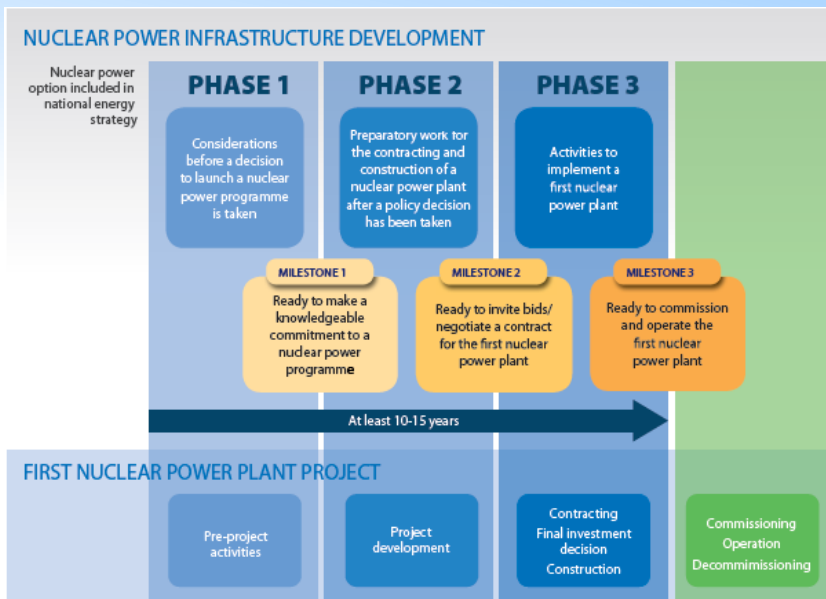 NUCLEAR POWER INFRASTRUCTURE DEVELOPMENT
Nuclear power
option included in
national energy
strategy
PHASE 1
Considerations
before a decision
to launch a nuclear
power programme
is taken
PHASE 2
Preparatory work for
the contracting and
construction of a
nuclear power plant
after a policy decision
has been taken
PHASE 3
Activities to
implement a
first nuclear
power plant
MILESTONE 1
Ready to make a
knowledgeable
commitment to a
nuclear power
programme
MILESTONE 2
Ready to invite bids/
negotiate a contract
for the first nuclear
power plant
MILESTONE 3
Ready to commission
and operate the
first nuclear
power plant
At least 10-15 years
FIRST NUCLEAR POWER PLANT PROJECT
Pre-project
activities
Project
development
Contracting
Final investment
decision
Construction
Commissioning
Operation
Decommimissioning